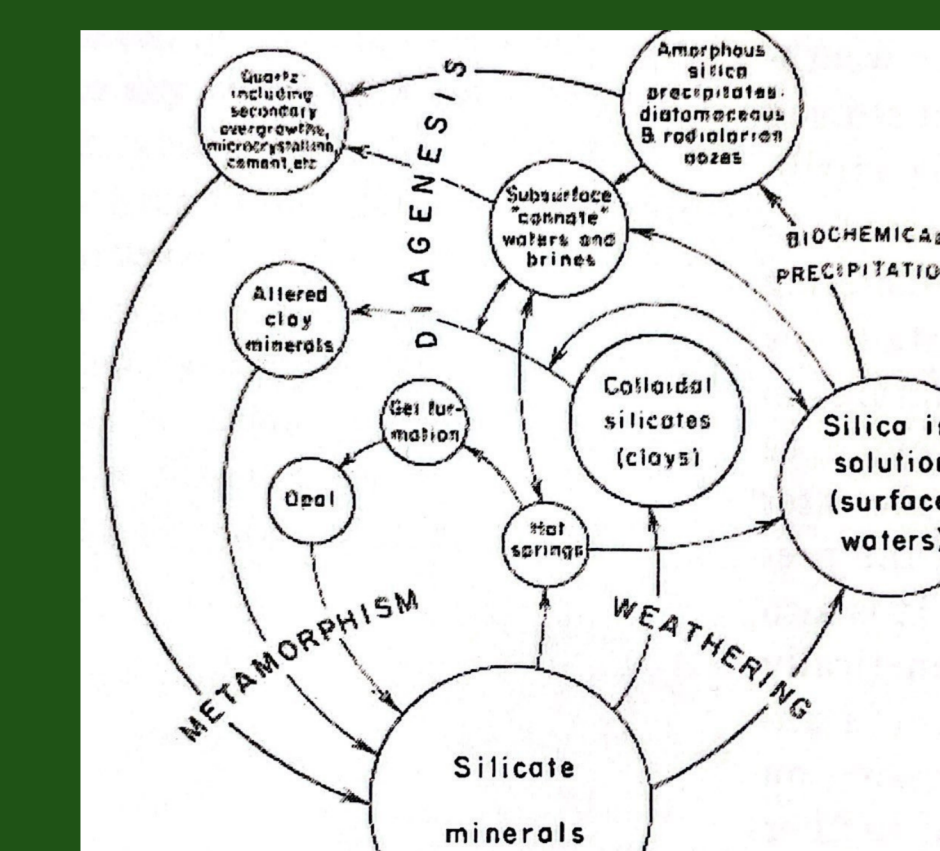 Quartz-
including
secondary
overgrowths,
microcrystalline
cement, etc
Amorphous
silica
precipitates-
diatomaceous
& radiolarian
oozes
DIAGENESIS
Subsurface
"connate"
waters and
brines
BIOCHEMICAL
PRECIPITATIO
Altered
clay
minerals
Colloidal
silicates
(clays)
Gel for-
mation
Silica i
solution
(surface
waters)
Opal
Hot
springs
METAMORPHISM
WEATHERING
Silicate
minerals